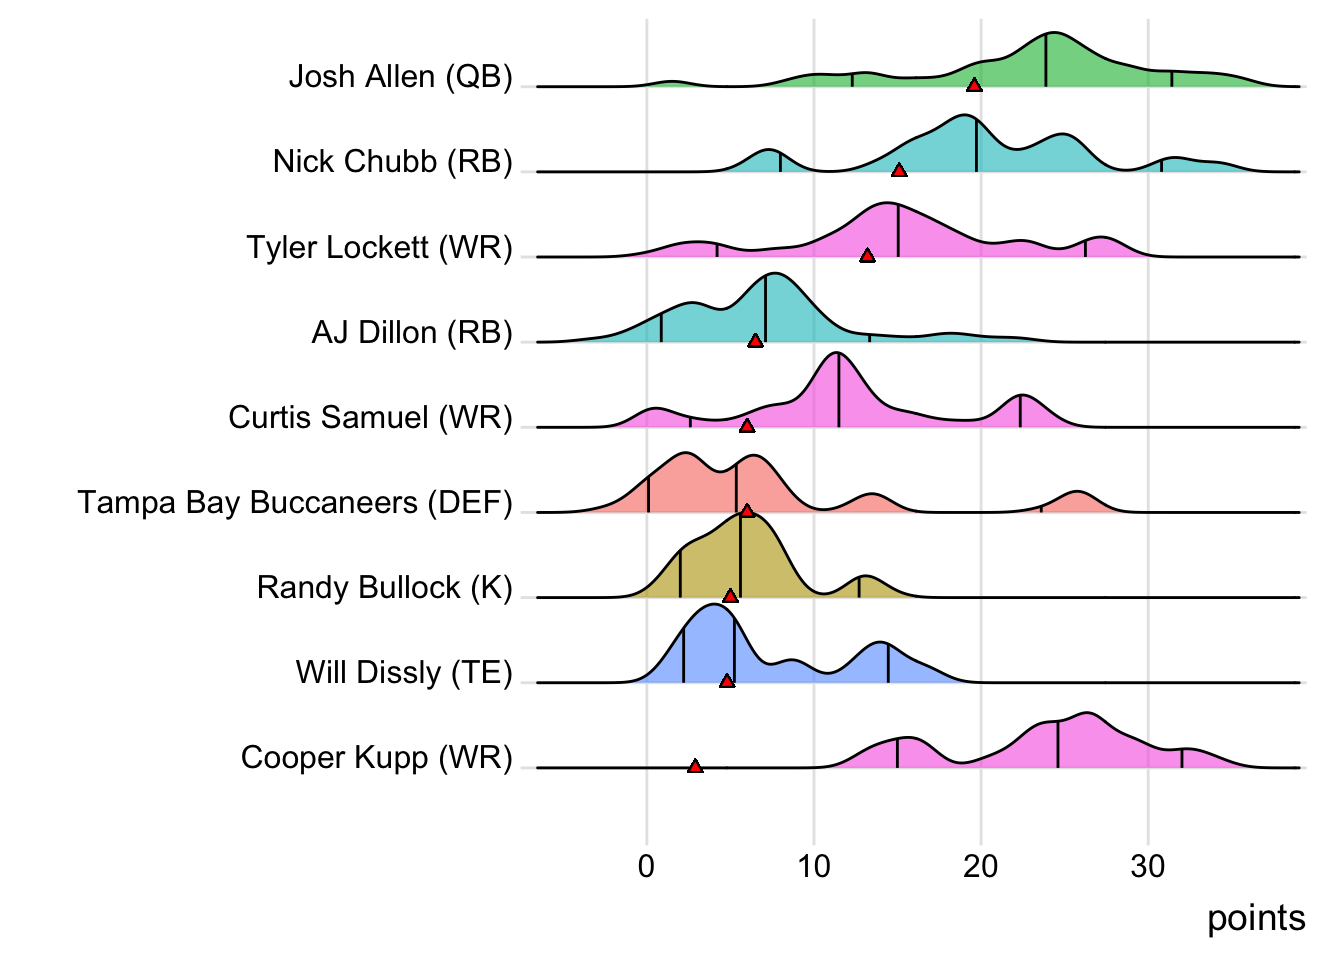 Josh Allen (QB)
Nick Chubb (RB)
Tyler Lockett (WR)
AJ Dillon (RB)
Curtis Samuel (WR)
Tampa Bay Buccaneers (DEF)
Randy Bullock (K)
Will Dissly (TE)
Cooper Kupp (WR)
0 10 20 30
points